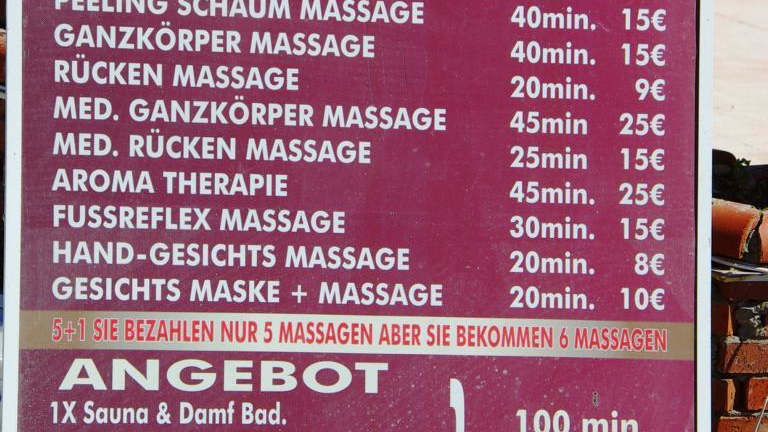 PEELING SCHAUM MASSAGE 40min. 15€
GANZKÖRPER MASSAGE 40min. 15€
RÜCKEN MASSAGE 20min. 9€
MED. GANZKÖRPER MASSAGE 45min 25€
MED. RÜCKEN MASSAGE 25min 15€
AROMA THERAPIE 45min. 25€
FUSSREFLEX MASSAGE 30min. 15€
HAND-GESICHTS MASSAGE 20min. 8€
GESICHTS MASKE + MASSAGE 20min. 10€
5+1 SIE BEZAHLEN NUR 5 MASSAGEN ABER SIE BEKOMMEN 6 MASSAGEN
ANGEBOT
1X Sauna & Damf Bad. 100 min